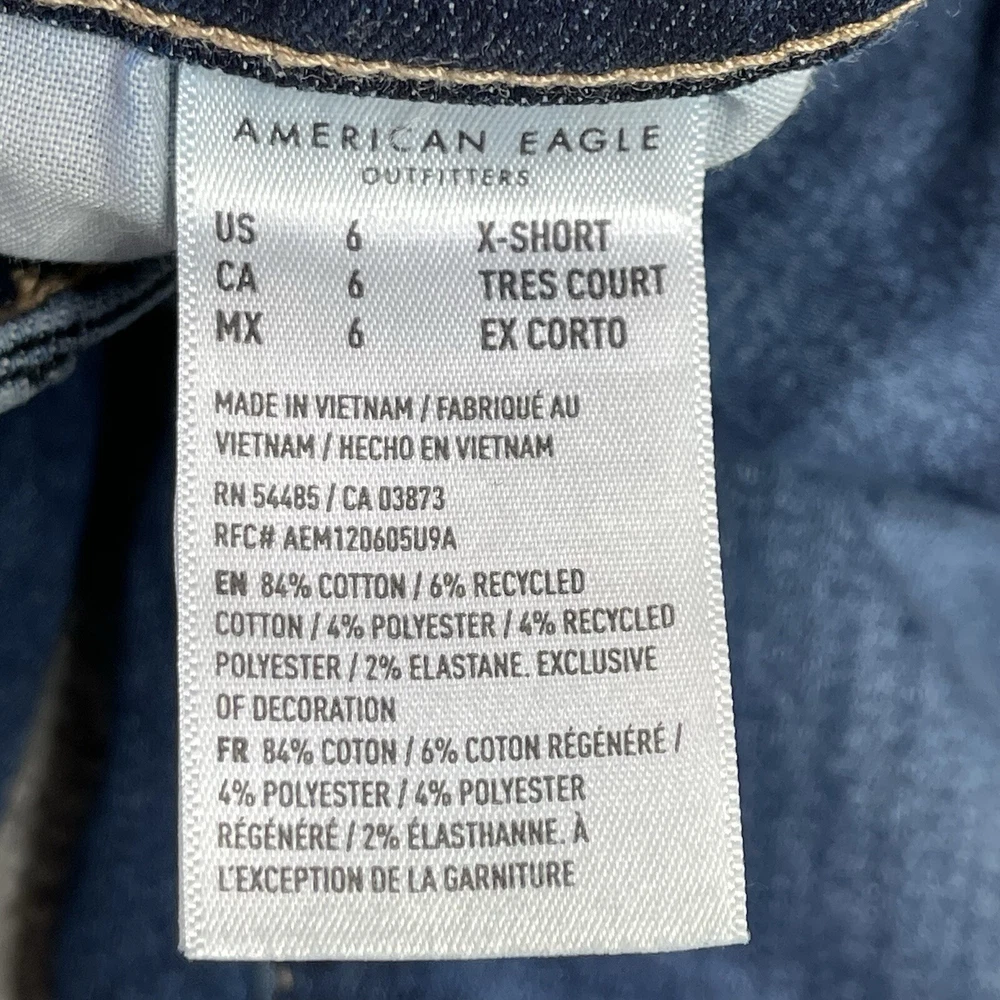 AMERICAN EAGLE
OUTFITTERS
US 6 X-SHORT
CA 6 TRES COURT
MX 6 EX CORTO
MADE IN VIETNAM / FABRIQUÉ AU
VIETNAM / HECHO EN VIETNAM
RN 54485 / CA 03873
RFC# AEM120605U9A
EN 84% COTTON / 6% RECYCLED
COTTON / 4% POLYESTER / 4% RECYCLED
POLYESTER / 2% ELASTANE. EXCLUSIVE
OF DECORATION
FR 84% COTON / 6% COTON RÉGÉNÉRÉ /
4% POLYESTER / 4% POLYESTER
RÉGÉNÉRÉ / 2% ÉLASTHANNE. À
L'EXCEPTION DE LA GARNITURE